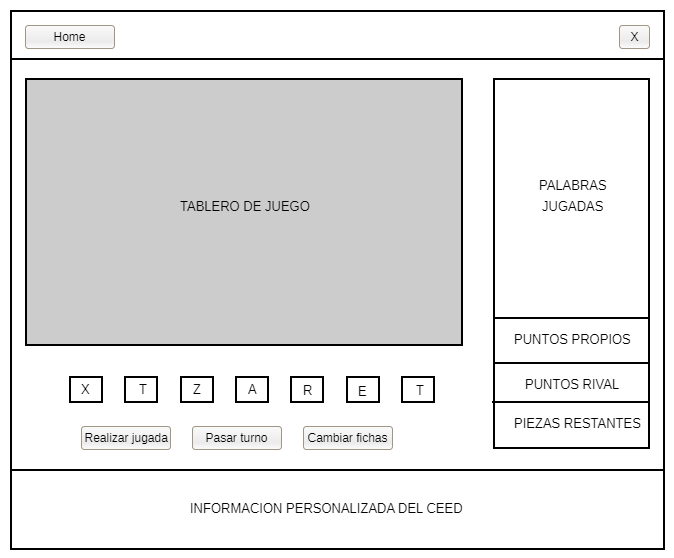 Home
X
TABLERO DE JUEGO
PALABRAS
JUGADAS
PUNTOS PROPIOS
PUNTOS RIVAL
PIEZAS RESTANTES
X T Z A R E T
Realizar jugada
Pasar turno
Cambiar fichas
INFORMACION PERSONALIZADA DEL CEED